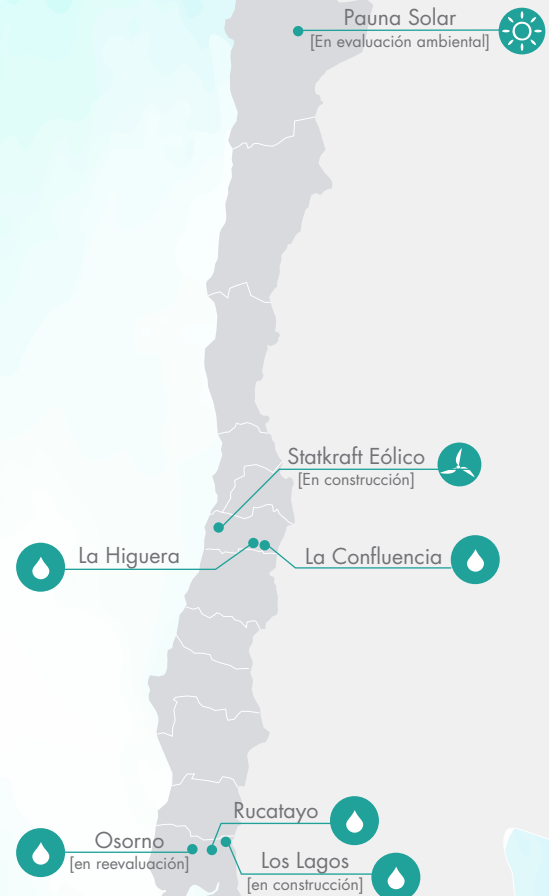 Pauna Solar
[En evaluación ambiental]
Statkraft Eólico
[En construcción]
La Higuera
La Confluencia
Rucatayo
Osorno
[en reevaluación]
Los Lagos
[en construcción]